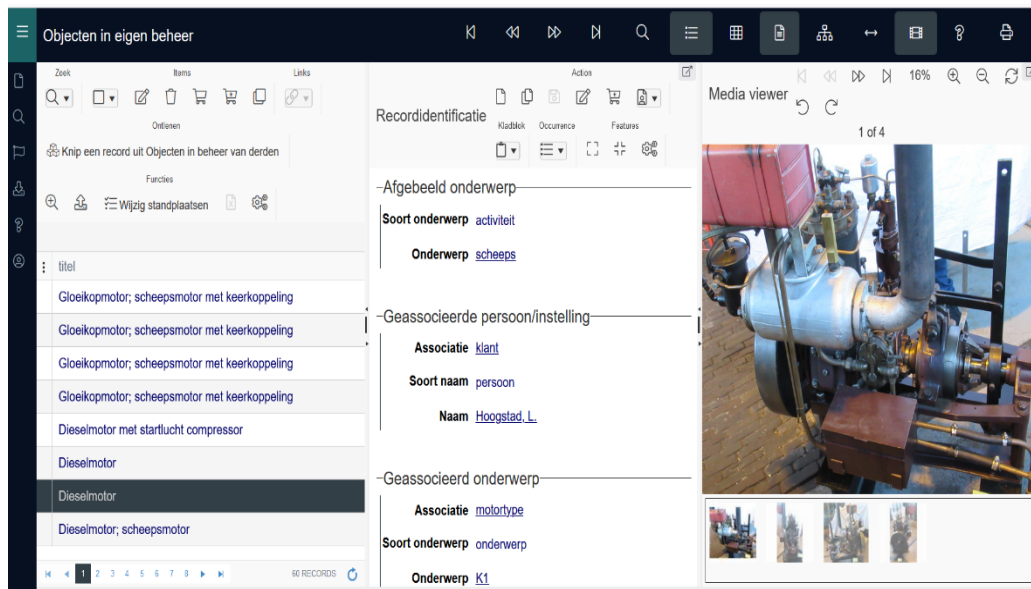 Objecten in eigen beheer
Zoek Items Links
Ontlenen
Knip een record uit Objecten in beheer van derden
Functies
Wijzig standplaatsen
titel
Gloeikopmotor; scheepsmotor met keerkoppeling
Gloeikopmotor; scheepsmotor met keerkoppeling
Gloeikopmotor; scheepsmotor met keerkoppeling
Gloeikopmotor; scheepsmotor met keerkoppeling
Dieselmotor met startlucht compressor
Dieselmotor
Dieselmotor
Dieselmotor; scheepsmotor
1 2 3 4 5 6 7 8 60 RECORDS
Action
Recordidentificatie
Kladblok Occurrence Features
Afgebeeld onderwerp
Soort onderwerp activiteit
Onderwerp scheeps
Geassocieerde persoon/instelling
Associatie klant
Soort naam persoon
Naam Hoogstad, L.
Geassocieerd onderwerp
Associatie motortype
Soort onderwerp onderwerp
Onderwerp K1
Media viewer
16%
1 of 4